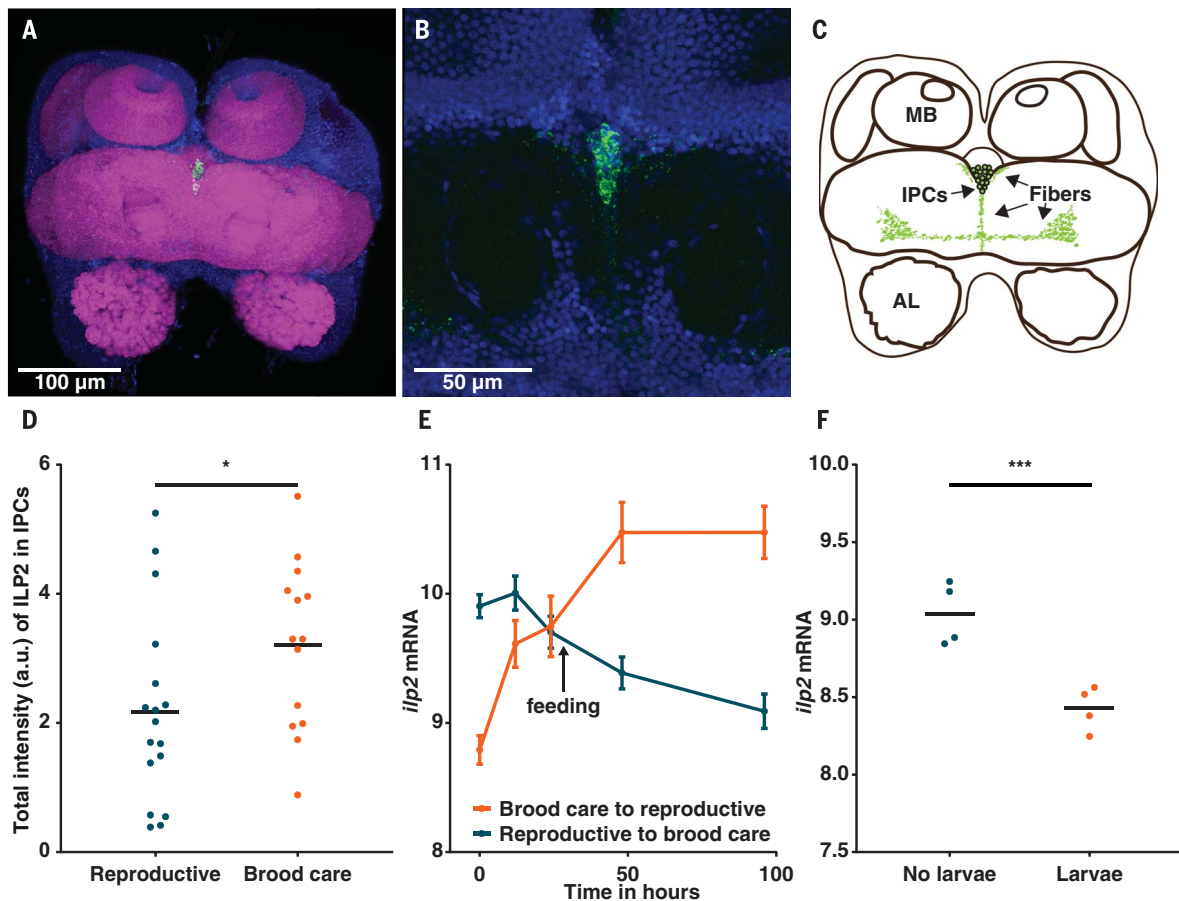 A
100 µm
B
50 µm
C
MB
IPCs
Fibers
AL
D
Total intensity (a.u.) of ILP2 in IPCs
6
4
2
0
*
Reproductive
Brood care
E
ilp2 mRNA
11
10
9
8
feeding
Brood care to reproductive
Reproductive to brood care
0
50
100
Time in hours
F
ilp2 mRNA
10.0
9.5
9.0
8.5
8.0
7.5
***
No larvae
Larvae